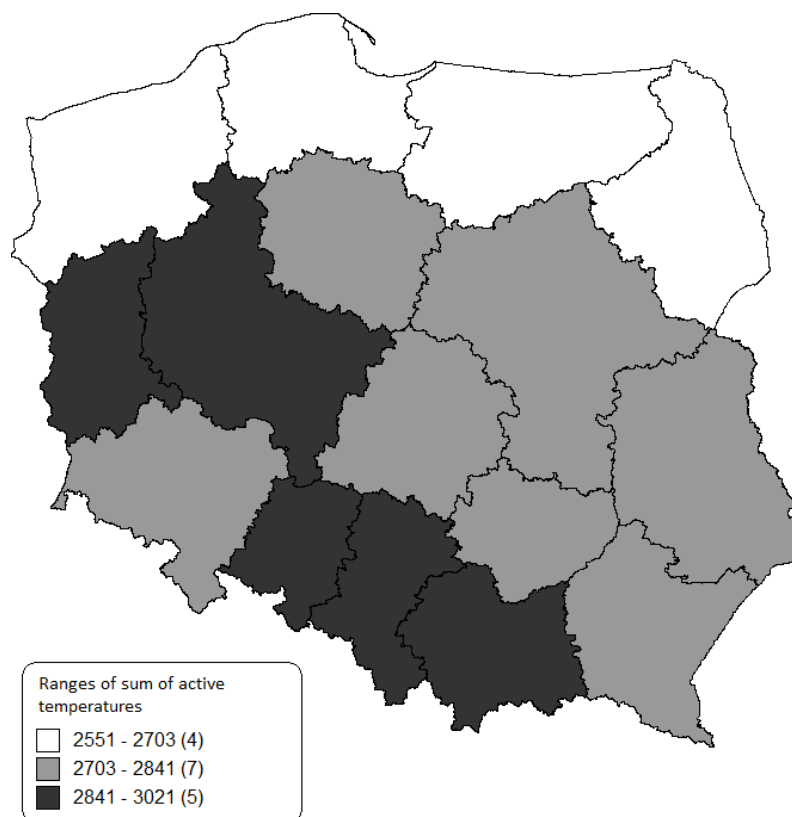 Ranges of sum of active
temperatures
2551 - 2703 (4)
2703 - 2841 (7)
2841 - 3021 (5)